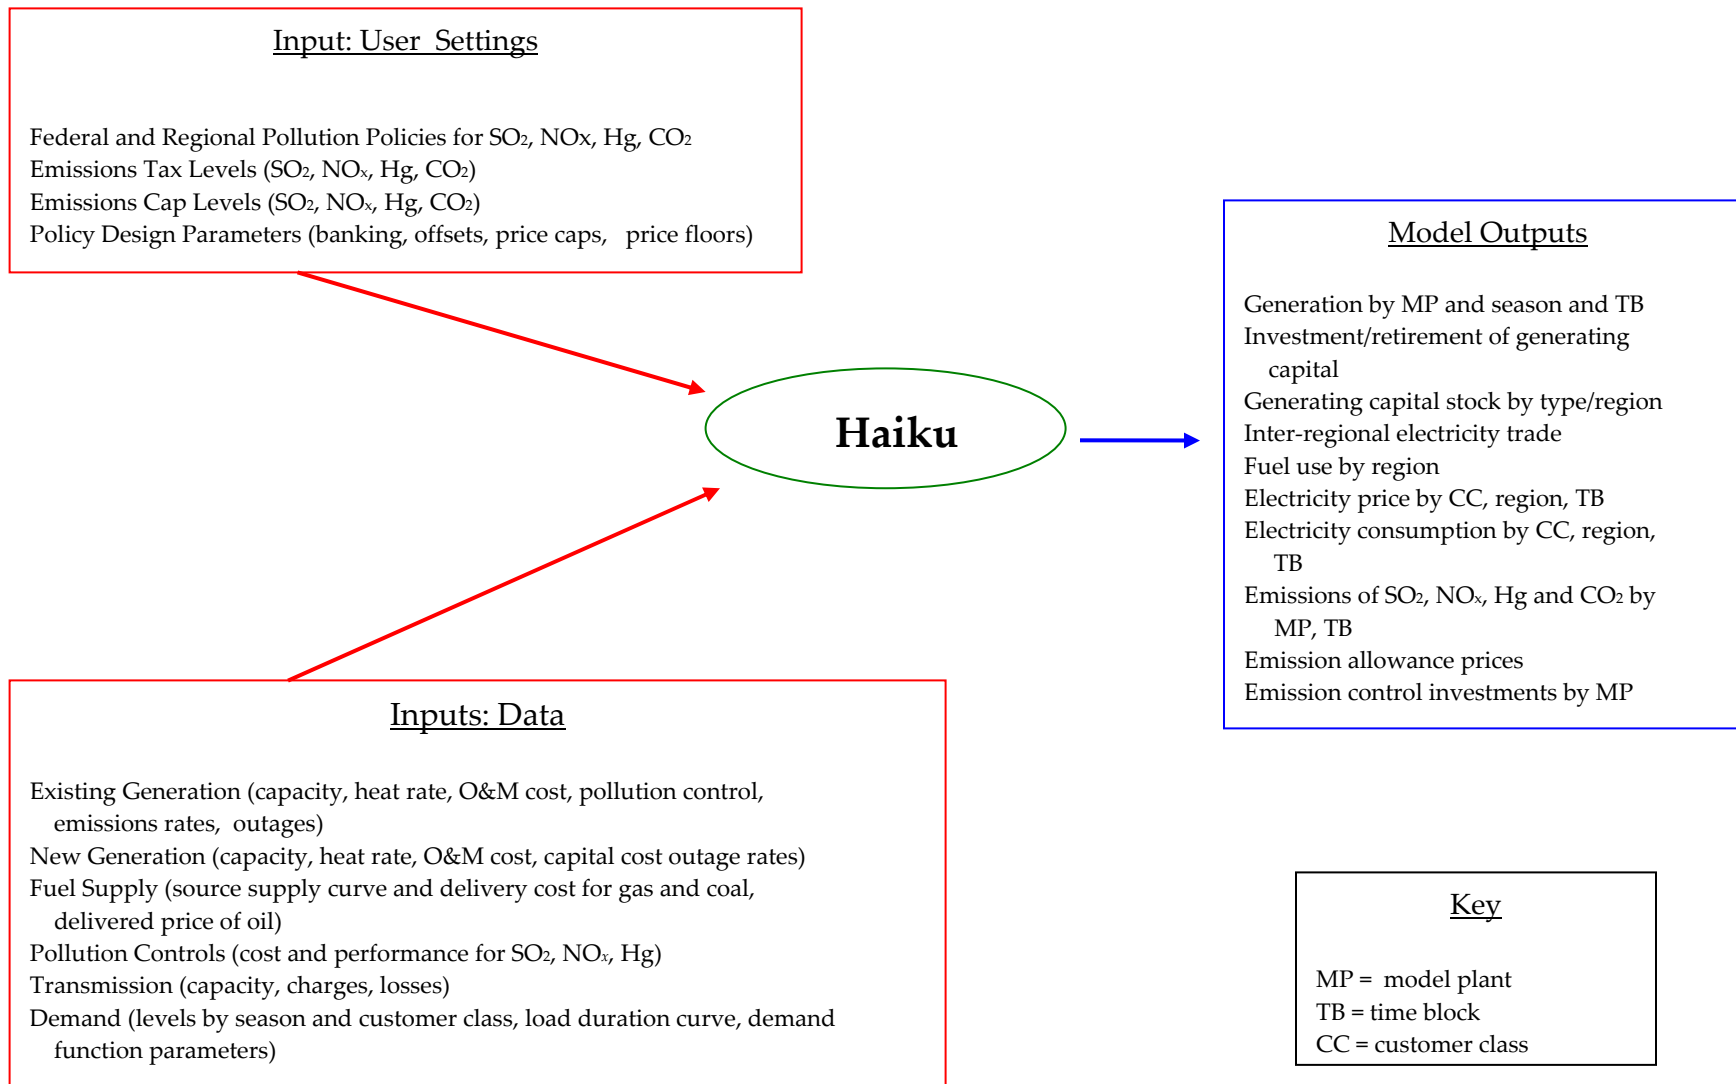 Input: User Settings
Federal and Regional Pollution Policies for SO₂, NOx, Hg, CO₂
Emissions Tax Levels (SO₂, NOₓ, Hg, CO₂)
Emissions Cap Levels (SO₂, NOₓ, Hg, CO₂)
Policy Design Parameters (banking, offsets, price caps, price floors)
Haiku
Model Outputs
Generation by MP and season and TB
Investment/retirement of generating
capital
Generating capital stock by type/region
Inter-regional electricity trade
Fuel use by region
Electricity price by CC, region, TB
Electricity consumption by CC, region,
TB
Emissions of SO₂, NOₓ, Hg and CO₂ by
MP, TB
Emission allowance prices
Emission control investments by MP
Inputs: Data
Existing Generation (capacity, heat rate, O&M cost, pollution control,
emissions rates, outages)
New Generation (capacity, heat rate, O&M cost, capital cost outage rates)
Fuel Supply (source supply curve and delivery cost for gas and coal,
delivered price of oil)
Pollution Controls (cost and performance for SO₂, NOₓ, Hg)
Transmission (capacity, charges, losses)
Demand (levels by season and customer class, load duration curve, demand
function parameters)
Key
MP = model plant
TB = time block
CC = customer class